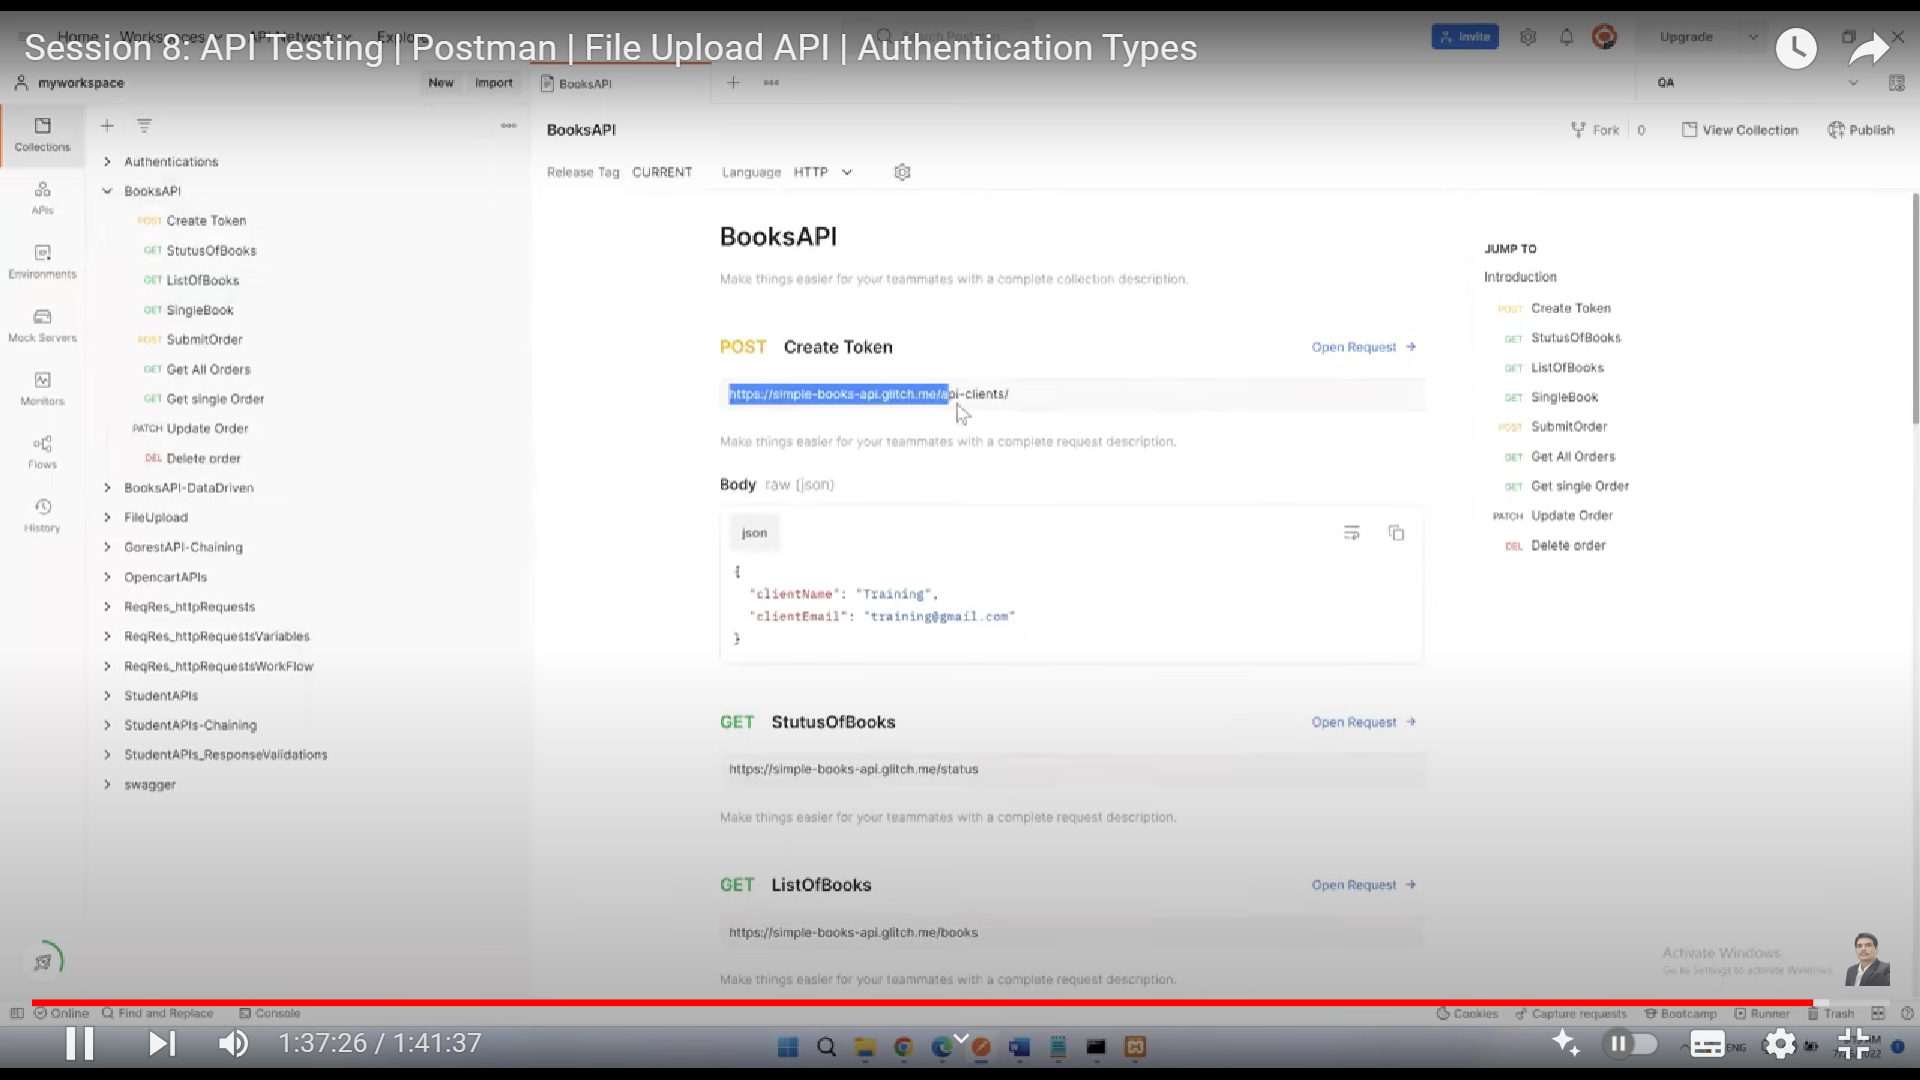 Session 8: API Testing | Postman | File Upload API | Authentication Types
Invite
Upgrade
myworkspace
New
Import
BooksAPI
QA
Collections
APIs
Environments
Mock Servers
Monitors
Flows
History
Authentications
BooksAPI
POST Create Token
GET StutusOfBooks
GET ListOfBooks
GET SingleBook
POST SubmitOrder
GET Get All Orders
GET Get single Order
PATCH Update Order
DEL Delete order
BooksAPI-DataDriven
FileUpload
GorestAPI-Chaining
OpencartAPIs
ReqRes_httpRequests
ReqRes_httpRequestsVariables
ReqRes_httpRequestsWorkFlow
StudentAPIs
StudentAPIs-Chaining
StudentAPIs_ResponseValidations
swagger
BooksAPI
Fork 0
View Collection
Publish
Release Tag CURRENT
Language HTTP
BooksAPI
Make things easier for your teammates with a complete collection description.
POST Create Token
Open Request →
https://simple-books-api.glitch.me/api-clients/
Make things easier for your teammates with a complete request description.
Body raw (json)
json
{
"clientName": "Training",
"clientEmail": "training@gmail.com"
}
GET StutusOfBooks
Open Request →
https://simple-books-api.glitch.me/status
Make things easier for your teammates with a complete request description.
GET ListOfBooks
Open Request →
https://simple-books-api.glitch.me/books
Make things easier for your teammates with a complete request description.
JUMP TO
Introduction
POST Create Token
GET StutusOfBooks
GET ListOfBooks
GET SingleBook
POST SubmitOrder
GET Get All Orders
GET Get single Order
PATCH Update Order
DEL Delete order
Activate Windows
Go to Settings to activate Windows.
Online
Find and Replace
Console
Cookies
Capture requests
Bootcamp
Runner
Trash
1:37:26 / 1:41:37
ENG